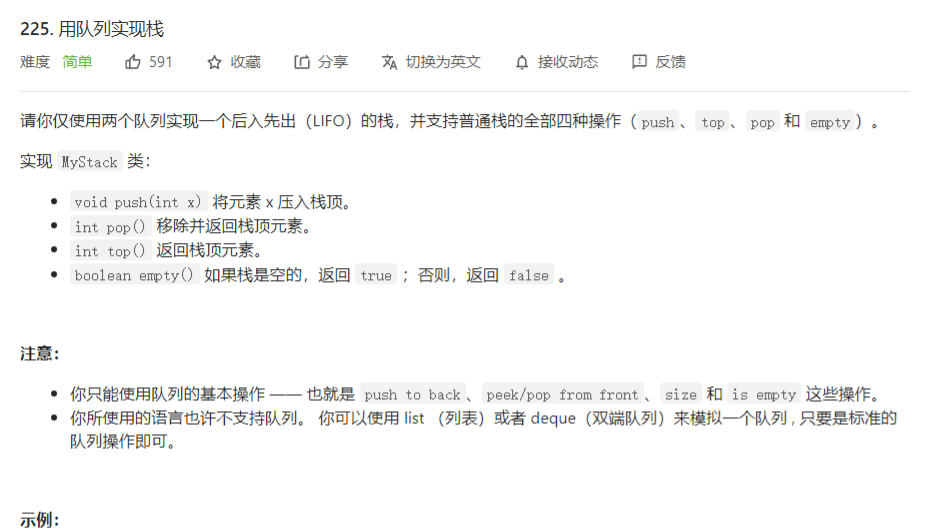 225. 用队列实现栈
难度 简单 591 收藏 分享 切换为英文 接收动态 反馈
请你仅使用两个队列实现一个后入先出（LIFO）的栈，并支持普通栈的全部四种操作（push、top、pop 和 empty）。
实现 MyStack 类：
void push(int x) 将元素 x 压入栈顶。
int pop() 移除并返回栈顶元素。
int top() 返回栈顶元素。
boolean empty() 如果栈是空的，返回 true ；否则，返回 false 。
注意：
你只能使用队列的基本操作 —— 也就是 push to back、peek/pop from front、size 和 is empty 这些操作。
你所使用的语言也许不支持队列。 你可以使用 list （列表）或者 deque（双端队列）来模拟一个队列 , 只要是标准的
队列操作即可。
示例：